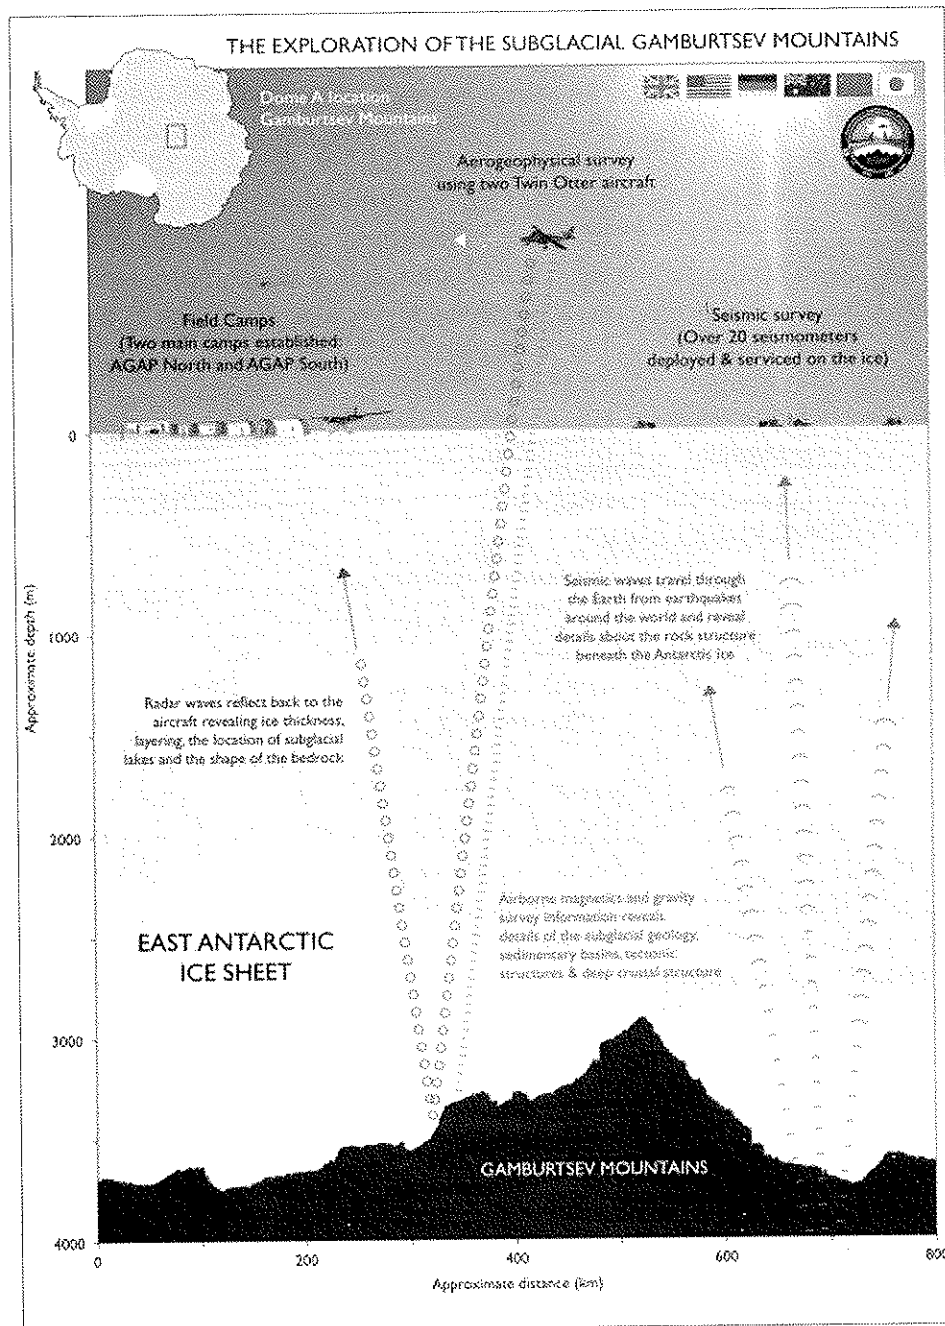 THE EXPLORATION OF THE SUBGLACIAL GAMBURTSEV MOUNTAINS
Dome A location
Gamburtsev Mountains
Aerogeophysical survey
using two Twin Otter aircraft
Field Camps
(Two main camps established:
AGAP North and AGAP South)
Seismic survey
(Over 20 seismometers
deployed & serviced on the ice)
0
Seismic waves travel through
the Earth from earthquakes
around the world and reveal
details about the rock structure
beneath the Antarctic Ice
1000
Approximate depth (m)
Radar waves reflect back to the
aircraft revealing ice thickness,
layering, the location of subglacial
lakes and the shape of the bedrock
2000
Airborne magnetics and gravity
survey information reveals
details of the subglacial geology,
sedimentary basins, tectonic
structures & deep crustal structure
EAST ANTARCTIC
ICE SHEET
3000
GAMBURTSEV MOUNTAINS
4000
0
200
400
600
800
Approximate distance (km)